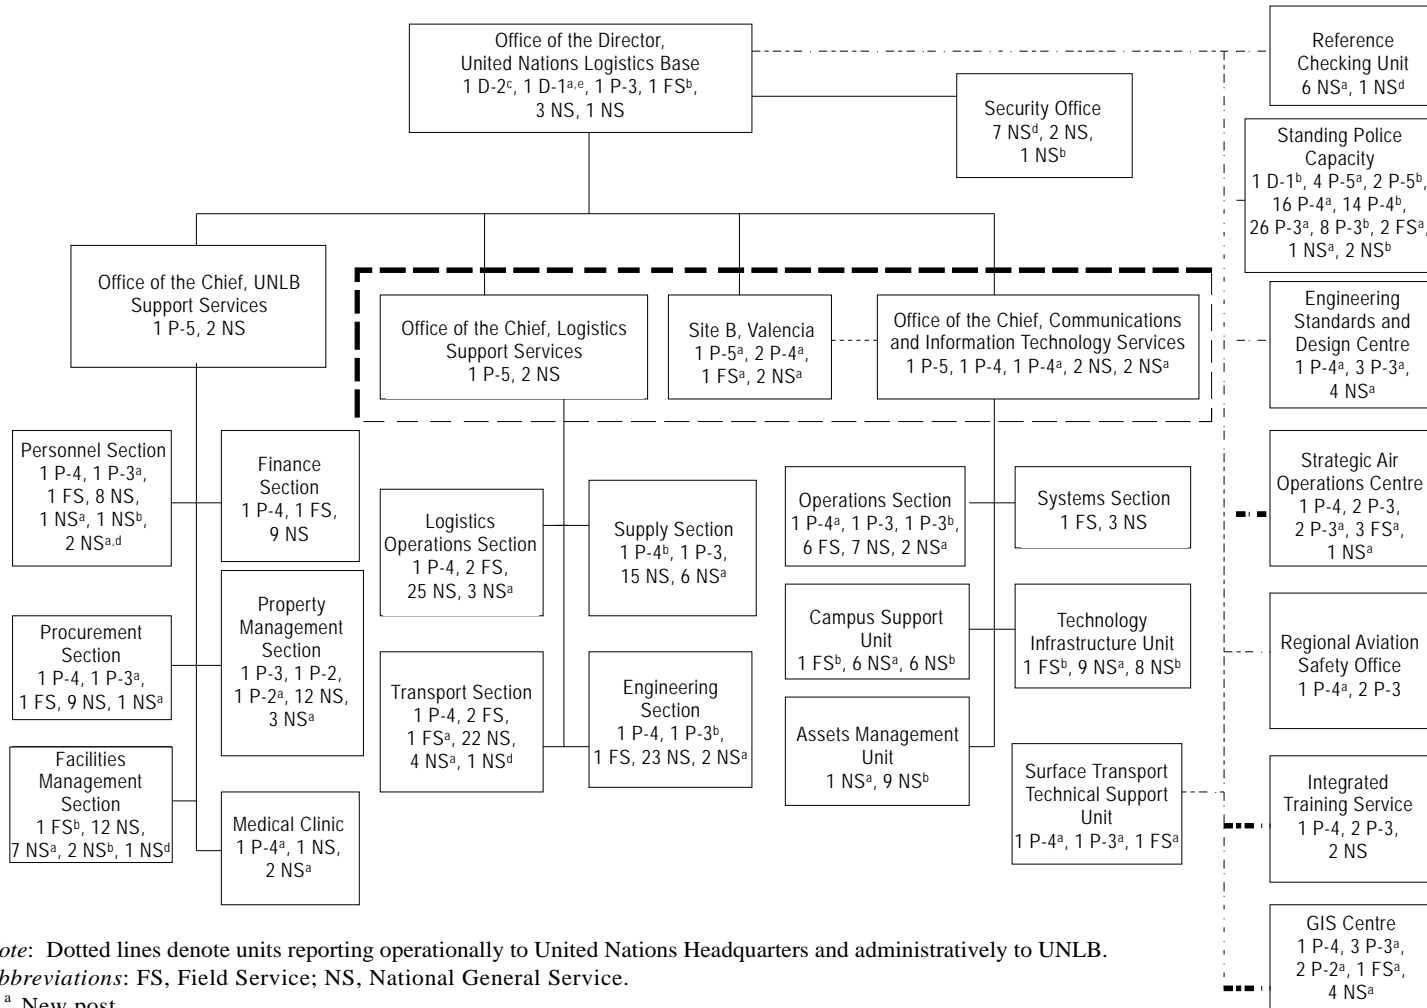 Office of the Director,
United Nations Logistics Base
1 D-2ᶜ, 1 D-1ᵃ,ᵉ, 1 P-3, 1 FSᵇ,
3 NS, 1 NS
Security Office
7 NSᵈ, 2 NS,
1 NSᵇ
Reference
Checking Unit
6 NSᵃ, 1 NSᵈ
Standing Police
Capacity
1 D-1ᵇ, 4 P-5ᵃ, 2 P-5ᵇ,
16 P-4ᵃ, 14 P-4ᵇ,
26 P-3ᵃ, 8 P-3ᵇ, 2 FSᵃ,
1 NSᵃ, 2 NSᵇ
Office of the Chief, UNLB
Support Services
1 P-5, 2 NS
Office of the Chief, Logistics
Support Services
1 P-5, 2 NS
Site B, Valencia
1 P-5ᵃ, 2 P-4ᵃ,
1 FSᵃ, 2 NSᵃ
Office of the Chief, Communications
and Information Technology Services
1 P-5, 1 P-4, 1 P-4ᵃ, 2 NS, 2 NSᵃ
Engineering
Standards and
Design Centre
1 P-4ᵃ, 3 P-3ᵃ,
4 NSᵃ
Personnel Section
1 P-4, 1 P-3ᵃ,
1 FS, 8 NS,
1 NSᵃ, 1 NSᵇ,
2 NSᵃ,ᵈ
Finance
Section
1 P-4, 1 FS,
9 NS
Logistics
Operations Section
1 P-4, 2 FS,
25 NS, 3 NSᵃ
Supply Section
1 P-4ᵇ, 1 P-3,
15 NS, 6 NSᵃ
Operations Section
1 P-4ᵃ, 1 P-3, 1 P-3ᵇ,
6 FS, 7 NS, 2 NSᵃ
Systems Section
1 FS, 3 NS
Strategic Air
Operations Centre
1 P-4, 2 P-3,
2 P-3ᵃ, 3 FSᵃ,
1 NSᵃ
Procurement
Section
1 P-4, 1 P-3ᵃ,
1 FS, 9 NS, 1 NSᵃ
Property
Management
Section
1 P-3, 1 P-2,
1 P-2ᵃ, 12 NS,
3 NSᵃ
Transport Section
1 P-4, 2 FS,
1 FSᵃ, 22 NS,
4 NSᵃ, 1 NSᵈ
Engineering
Section
1 P-4, 1 P-3ᵇ,
1 FS, 23 NS, 2 NSᵃ
Campus Support
Unit
1 FSᵇ, 6 NSᵃ, 6 NSᵇ
Technology
Infrastructure Unit
1 FSᵇ, 9 NSᵃ, 8 NSᵇ
Regional Aviation
Safety Office
1 P-4ᵃ, 2 P-3
Facilities
Management
Section
1 FSᵇ, 12 NS,
7 NSᵃ, 2 NSᵇ, 1 NSᵈ
Medical Clinic
1 P-4ᵃ, 1 NS,
2 NSᵃ
Assets Management
Unit
1 NSᵃ, 9 NSᵇ
Surface Transport
Technical Support
Unit
1 P-4ᵃ, 1 P-3ᵃ, 1 FSᵃ
Integrated
Training Service
1 P-4, 2 P-3,
2 NS
GIS Centre
1 P-4, 3 P-3ᵃ,
2 P-2ᵃ, 1 FSᵃ,
4 NSᵃ
ote: Dotted lines denote units reporting operationally to United Nations Headquarters and administratively to UNLB.
bbreviations: FS, Field Service; NS, National General Service.
ᵃ New post